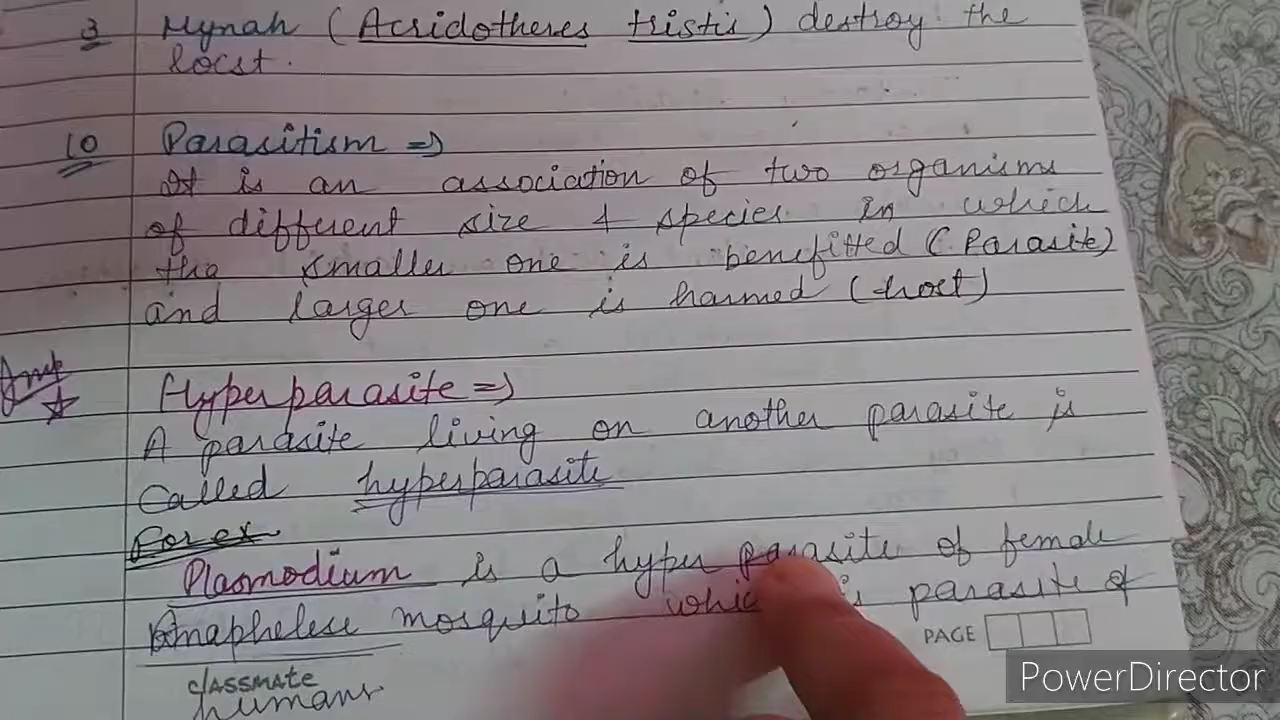 3 Mynah (Acridotheres tristis) destroy the
locst.
10 Parasitism =>
It is an association of two organisms
of different size & species in which
the smaller one is benefitted (Parasite)
and larger one is harmed (host)
Imp Hyperparasite =>
A parasite living on another parasite is
Called hyperparasite
For ex
Plasmodium is a hyper parasite of female
Anaphelese mosquito which is parasite of
humans
CLASSMATE
PAGE
PowerDirector